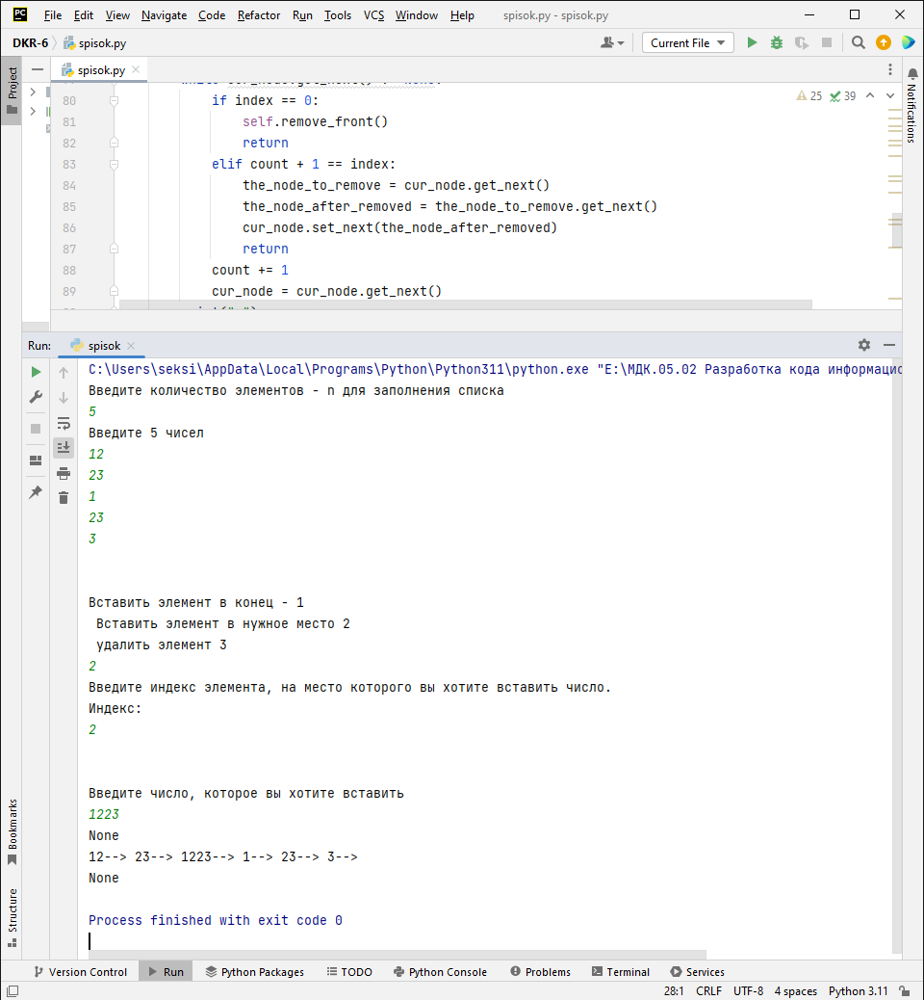 PC File Edit View Navigate Code Refactor Run Tools VCS Window Help spisok.py - spisok.py
DKR-6 spisok.py Current File
Project
spisok.py
Notifications
25 39
80 if index == 0:
81 self.remove_front()
82 return
83 elif count + 1 == index:
84 the_node_to_remove = cur_node.get_next()
85 the_node_after_removed = the_node_to_remove.get_next()
86 cur_node.set_next(the_node_after_removed)
87 return
88 count += 1
89 cur_node = cur_node.get_next()
Run: spisok
C:\Users\seksi\AppData\Local\Programs\Python\Python311\python.exe "E:\МДК.05.02 Разработка кода информацио
Введите количество элементов - n для заполнения списка
5
Введите 5 чисел
12
23
1
23
3
Вставить элемент в конец - 1
Вставить элемент в нужное место 2
удалить элемент 3
2
Введите индекс элемента, на место которого вы хотите вставить число.
Индекс:
2
Введите число, которое вы хотите вставить
1223
None
12--> 23--> 1223--> 1--> 23--> 3-->
None
Process finished with exit code 0
Bookmarks
Structure
Version Control Run Python Packages TODO Python Console Problems Terminal Services
28:1 CRLF UTF-8 4 spaces Python 3.11